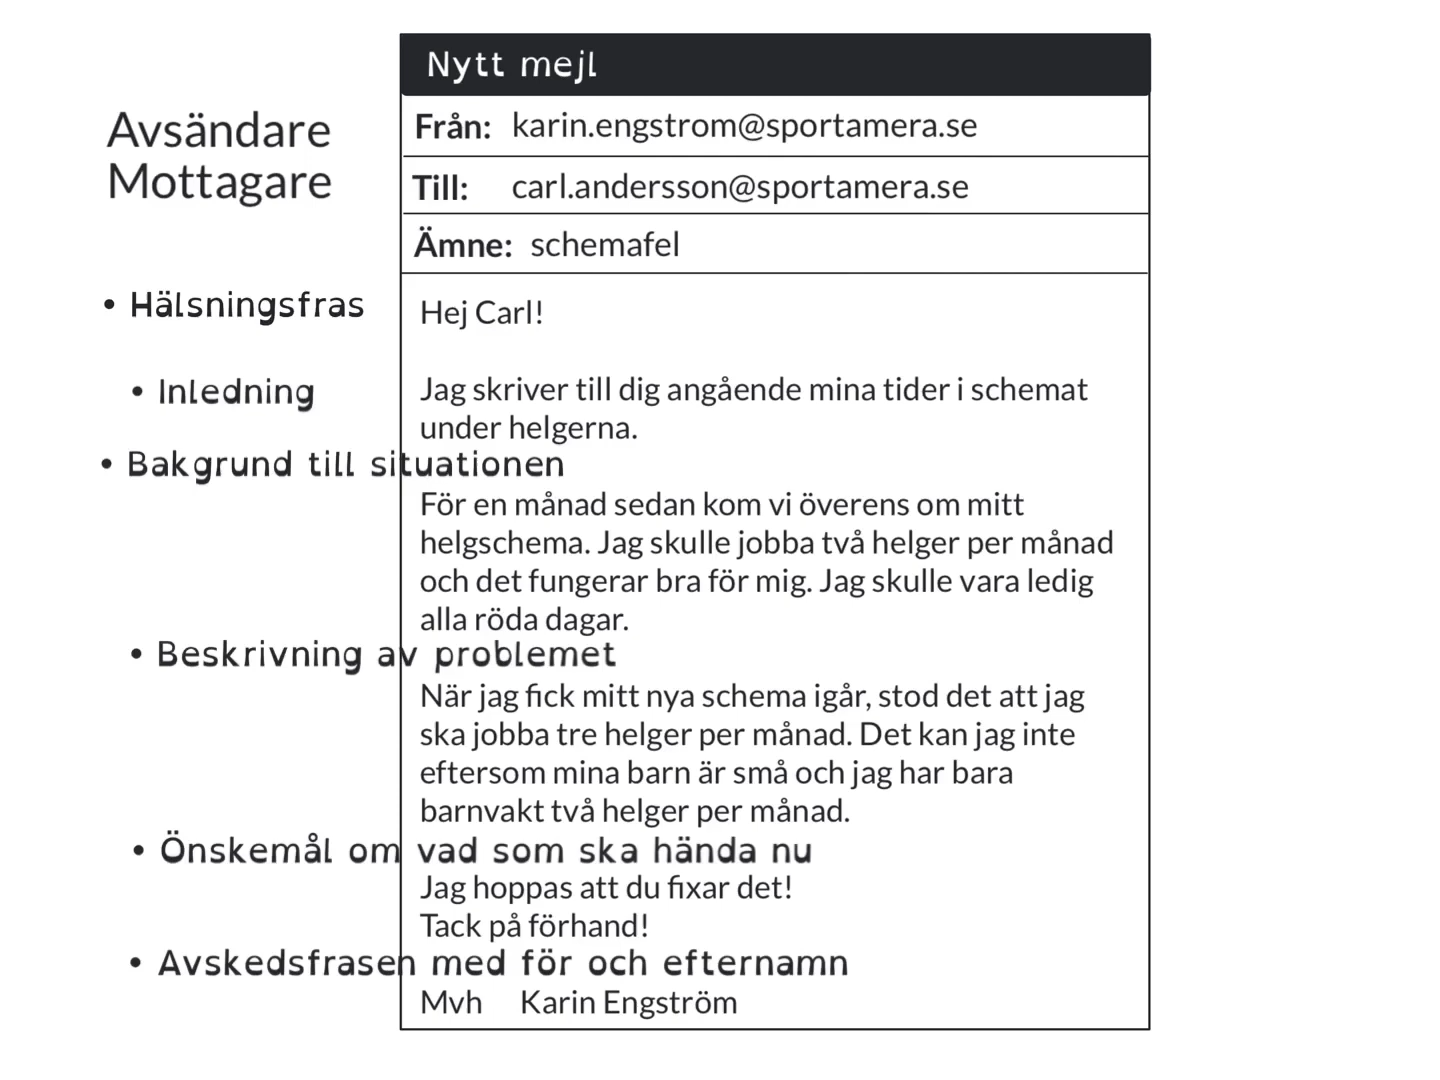 Nytt mejl
Avsändare
Mottagare
Från: karin.engstrom@sportamera.se
Till: carl.andersson@sportamera.se
Ämne: schemafel
• Hälsningsfras
Hej Carl!
• Inledning
Jag skriver till dig angående mina tider i schemat
under helgerna.
• Bakgrund till situationen
För en månad sedan kom vi överens om mitt
helgschema. Jag skulle jobba två helger per månad
och det fungerar bra för mig. Jag skulle vara ledig
alla röda dagar.
• Beskrivning av problemet
När jag fick mitt nya schema igår, stod det att jag
ska jobba tre helger per månad. Det kan jag inte
eftersom mina barn är små och jag har bara
barnvakt två helger per månad.
• Önskemål om vad som ska hända nu
Jag hoppas att du fixar det!
Tack på förhand!
• Avskedsfrasen med för och efternamn
Mvh Karin Engström